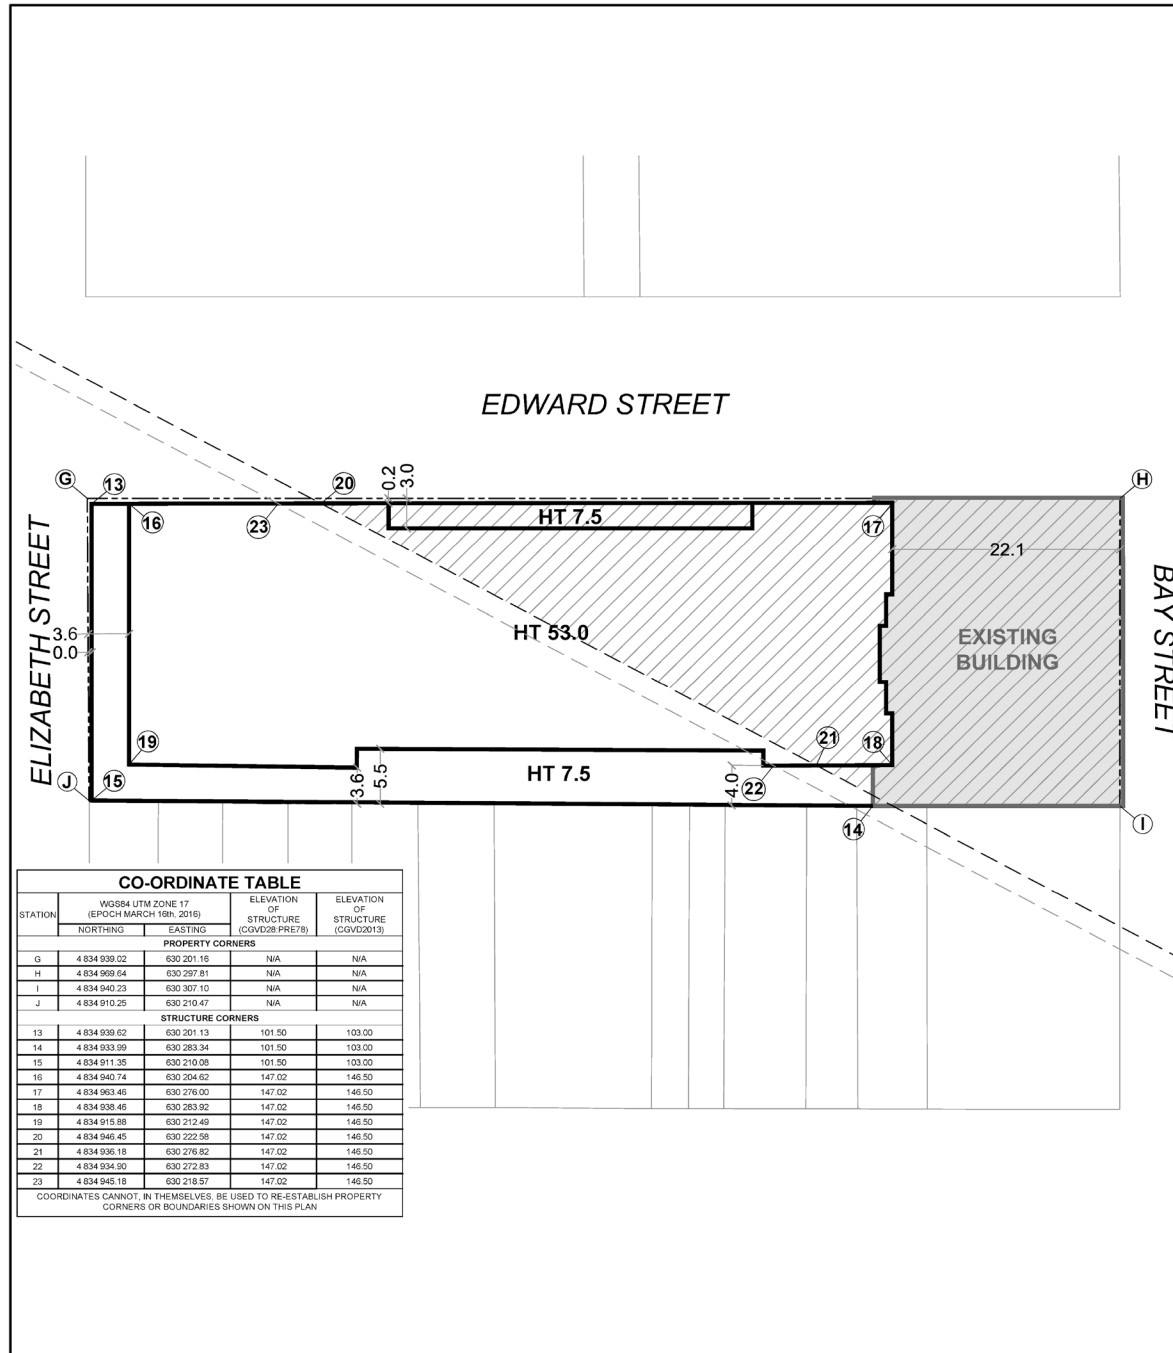 EDWARD STREET
G
13
20
0.2
3.0
H
16
23
HT 7.5
17
22.1
ELIZABETH STREET
BAY STREET
3.6
0.0
HT 53.0
EXISTING
BUILDING
19
21
18
J
15
3.6
5.5
HT 7.5
4.0
22
14
I
CO-ORDINATE TABLE
STATION WGS84 UTM ZONE 17 (EPOCH MARCH 16th, 2016) ELEVATION OF STRUCTURE (CGVD28:PRE78) ELEVATION OF STRUCTURE (CGVD2013)
NORTHING EASTING
PROPERTY CORNERS
G 4 834 939.02 630 201.16 N/A N/A
H 4 834 969.64 630 297.81 N/A N/A
I 4 834 940.23 630 307.10 N/A N/A
J 4 834 910.25 630 210.47 N/A N/A
STRUCTURE CORNERS
13 4 834 939.62 630 201.13 101.50 103.00
14 4 834 933.99 630 283.34 101.50 103.00
15 4 834 911.35 630 210.08 101.50 103.00
16 4 834 940.74 630 204.62 147.02 146.50
17 4 834 963.46 630 276.00 147.02 146.50
18 4 834 938.46 630 283.92 147.02 146.50
19 4 834 915.88 630 212.49 147.02 146.50
20 4 834 946.45 630 222.58 147.02 146.50
21 4 834 936.18 630 276.82 147.02 146.50
22 4 834 934.90 630 272.83 147.02 146.50
23 4 834 945.18 630 218.57 147.02 146.50
COORDINATES CANNOT, IN THEMSELVES, BE USED TO RE-ESTABLISH PROPERTY
CORNERS OR BOUNDARIES SHOWN ON THIS PLAN